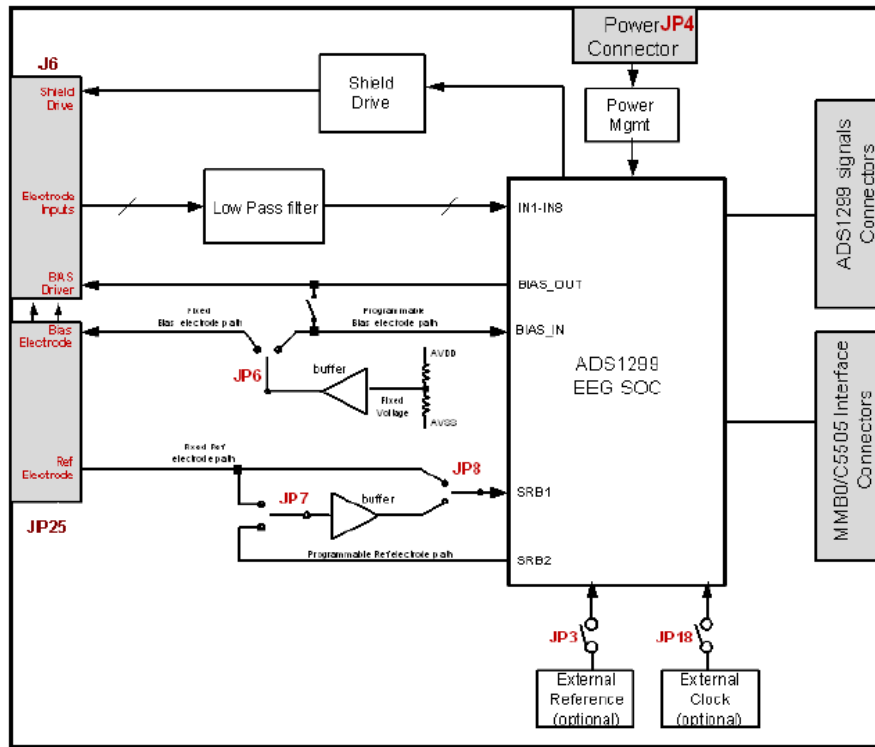 Power JP4
Connector
J6
Shield
Drive
Shield
Drive
Power
Mgmt
ADS1299 signals
Connectors
Electrode
Inputs
Low Pass filter
IN1-IN8
BIAS
Driver
BIAS_OUT
Fixed
Bias electrode path
Programmable
Bias electrode path
Bias
Electrode
BIAS_IN
JP6
buffer
AVDD
Fixed
Voltage
AVSS
ADS1299
EEG SOC
MMB0/C5505 Interface
Connectors
Fixed Ref
electrode path
Ref
Electrode
JP8
JP7
buffer
SRB1
JP25
Programmable Ref electrode path
SRB2
JP3
JP18
External
Reference
(optional)
External
Clock
(optional)